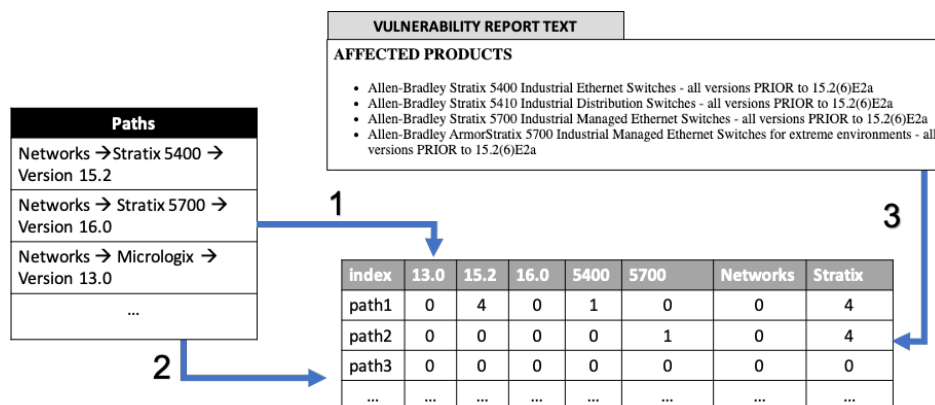 VULNERABILITY REPORT TEXT
AFFECTED PRODUCTS
• Allen-Bradley Stratix 5400 Industrial Ethernet Switches - all versions PRIOR to 15.2(6)E2a
• Allen-Bradley Stratix 5410 Industrial Distribution Switches - all versions PRIOR to 15.2(6)E2a
• Allen-Bradley Stratix 5700 Industrial Managed Ethernet Switches - all versions PRIOR to 15.2(6)E2a
• Allen-Bradley ArmorStratix 5700 Industrial Managed Ethernet Switches for extreme environments - all
versions PRIOR to 15.2(6)E2a
Paths
Networks →Stratix 5400 →
Version 15.2
Networks → Stratix 5700 →
Version 16.0
Networks → Micrologix →
Version 13.0
...
1
2
3
index 13.0 15.2 16.0 5400 5700 Networks Stratix
path1 0 4 0 1 0 0 4
path2 0 0 0 0 1 0 4
path3 0 0 0 0 0 0 0
... ... ... ... ... ... ... ...